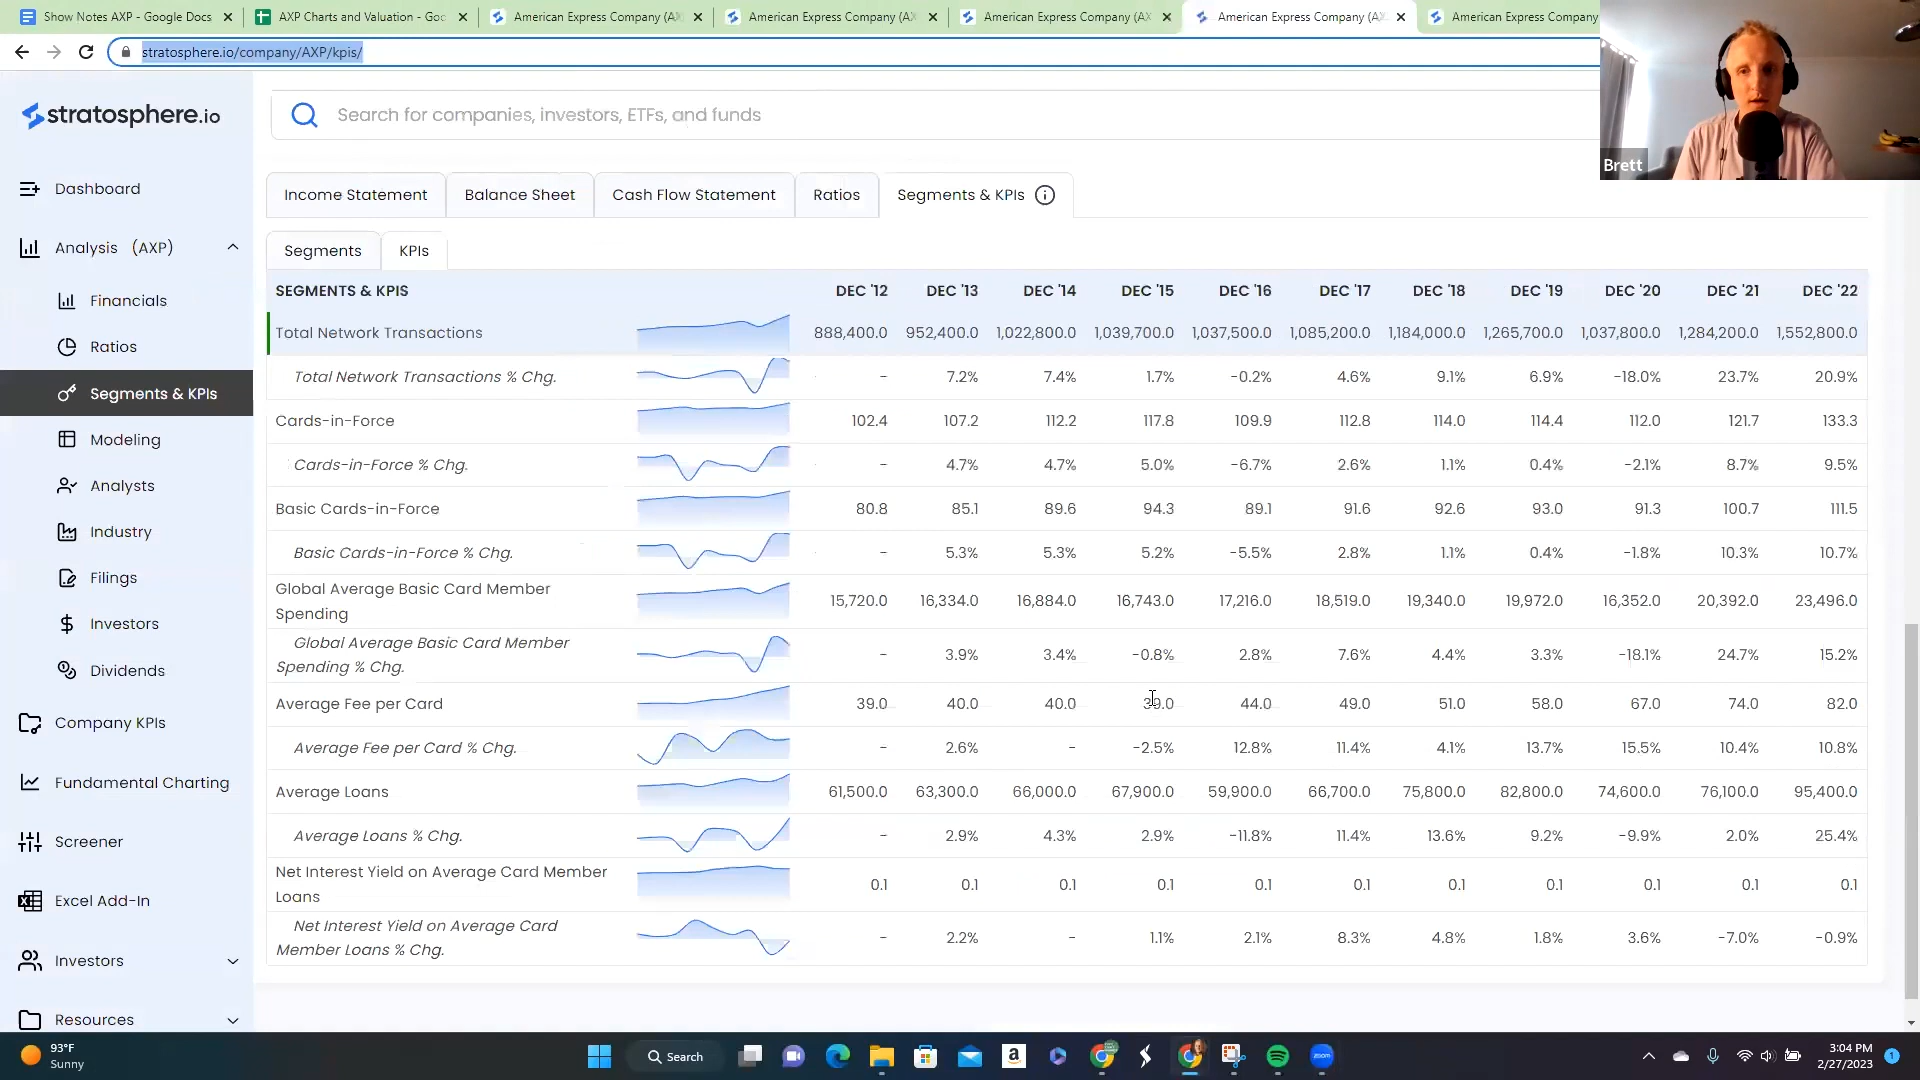 Show Notes AXP - Google Docs
AXP Charts and Valuation - Goo
American Express Company (AX
American Express Company (AX
American Express Company (AX
American Express Company (AX
American Express Company
stratosphere.io/company/AXP/kpis/
stratosphere.io
Search for companies, investors, ETFs, and funds
Brett
Dashboard
Analysis (AXP)
Financials
Ratios
Segments & KPIs
Modeling
Analysts
Industry
Filings
Investors
Dividends
Company KPIs
Fundamental Charting
Screener
Excel Add-In
Investors
Resources
Income Statement Balance Sheet Cash Flow Statement Ratios Segments & KPIs
Segments KPIs
SEGMENTS & KPIS DEC '12 DEC '13 DEC '14 DEC '15 DEC '16 DEC '17 DEC '18 DEC '19 DEC '20 DEC '21 DEC '22
Total Network Transactions 888,400.0 952,400.0 1,022,800.0 1,039,700.0 1,037,500.0 1,085,200.0 1,184,000.0 1,265,700.0 1,037,800.0 1,284,200.0 1,552,800.0
Total Network Transactions % Chg. - 7.2% 7.4% 1.7% -0.2% 4.6% 9.1% 6.9% -18.0% 23.7% 20.9%
Cards-in-Force 102.4 107.2 112.2 117.8 109.9 112.8 114.0 114.4 112.0 121.7 133.3
Cards-in-Force % Chg. - 4.7% 4.7% 5.0% -6.7% 2.6% 1.1% 0.4% -2.1% 8.7% 9.5%
Basic Cards-in-Force 80.8 85.1 89.6 94.3 89.1 91.6 92.6 93.0 91.3 100.7 111.5
Basic Cards-in-Force % Chg. - 5.3% 5.3% 5.2% -5.5% 2.8% 1.1% 0.4% -1.8% 10.3% 10.7%
Global Average Basic Card Member
Spending 15,720.0 16,334.0 16,884.0 16,743.0 17,216.0 18,519.0 19,340.0 19,972.0 16,352.0 20,392.0 23,496.0
Global Average Basic Card Member
Spending % Chg. - 3.9% 3.4% -0.8% 2.8% 7.6% 4.4% 3.3% -18.1% 24.7% 15.2%
Average Fee per Card 39.0 40.0 40.0 39.0 44.0 49.0 51.0 58.0 67.0 74.0 82.0
Average Fee per Card % Chg. - 2.6% - -2.5% 12.8% 11.4% 4.1% 13.7% 15.5% 10.4% 10.8%
Average Loans 61,500.0 63,300.0 66,000.0 67,900.0 59,900.0 66,700.0 75,800.0 82,800.0 74,600.0 76,100.0 95,400.0
Average Loans % Chg. - 2.9% 4.3% 2.9% -11.8% 11.4% 13.6% 9.2% -9.9% 2.0% 25.4%
Net Interest Yield on Average Card Member
Loans 0.1 0.1 0.1 0.1 0.1 0.1 0.1 0.1 0.1 0.1 0.1
Net Interest Yield on Average Card
Member Loans % Chg. - 2.2% - 1.1% 2.1% 8.3% 4.8% 1.8% 3.6% -7.0% -0.9%
93°F
Sunny
Search
zoom
3:04 PM
2/27/2023
1